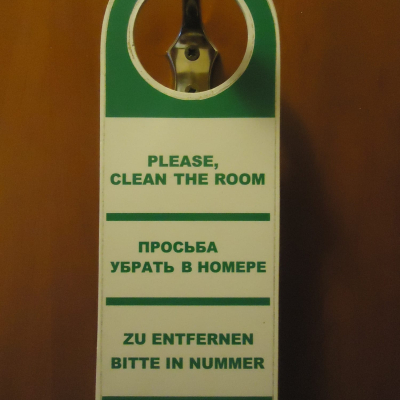 PLEASE,
CLEAN THE ROOM
ПРОСЬБА
УБРАТЬ В НОМЕРЕ
ZU ENTFERNEN
BITTE IN NUMMER